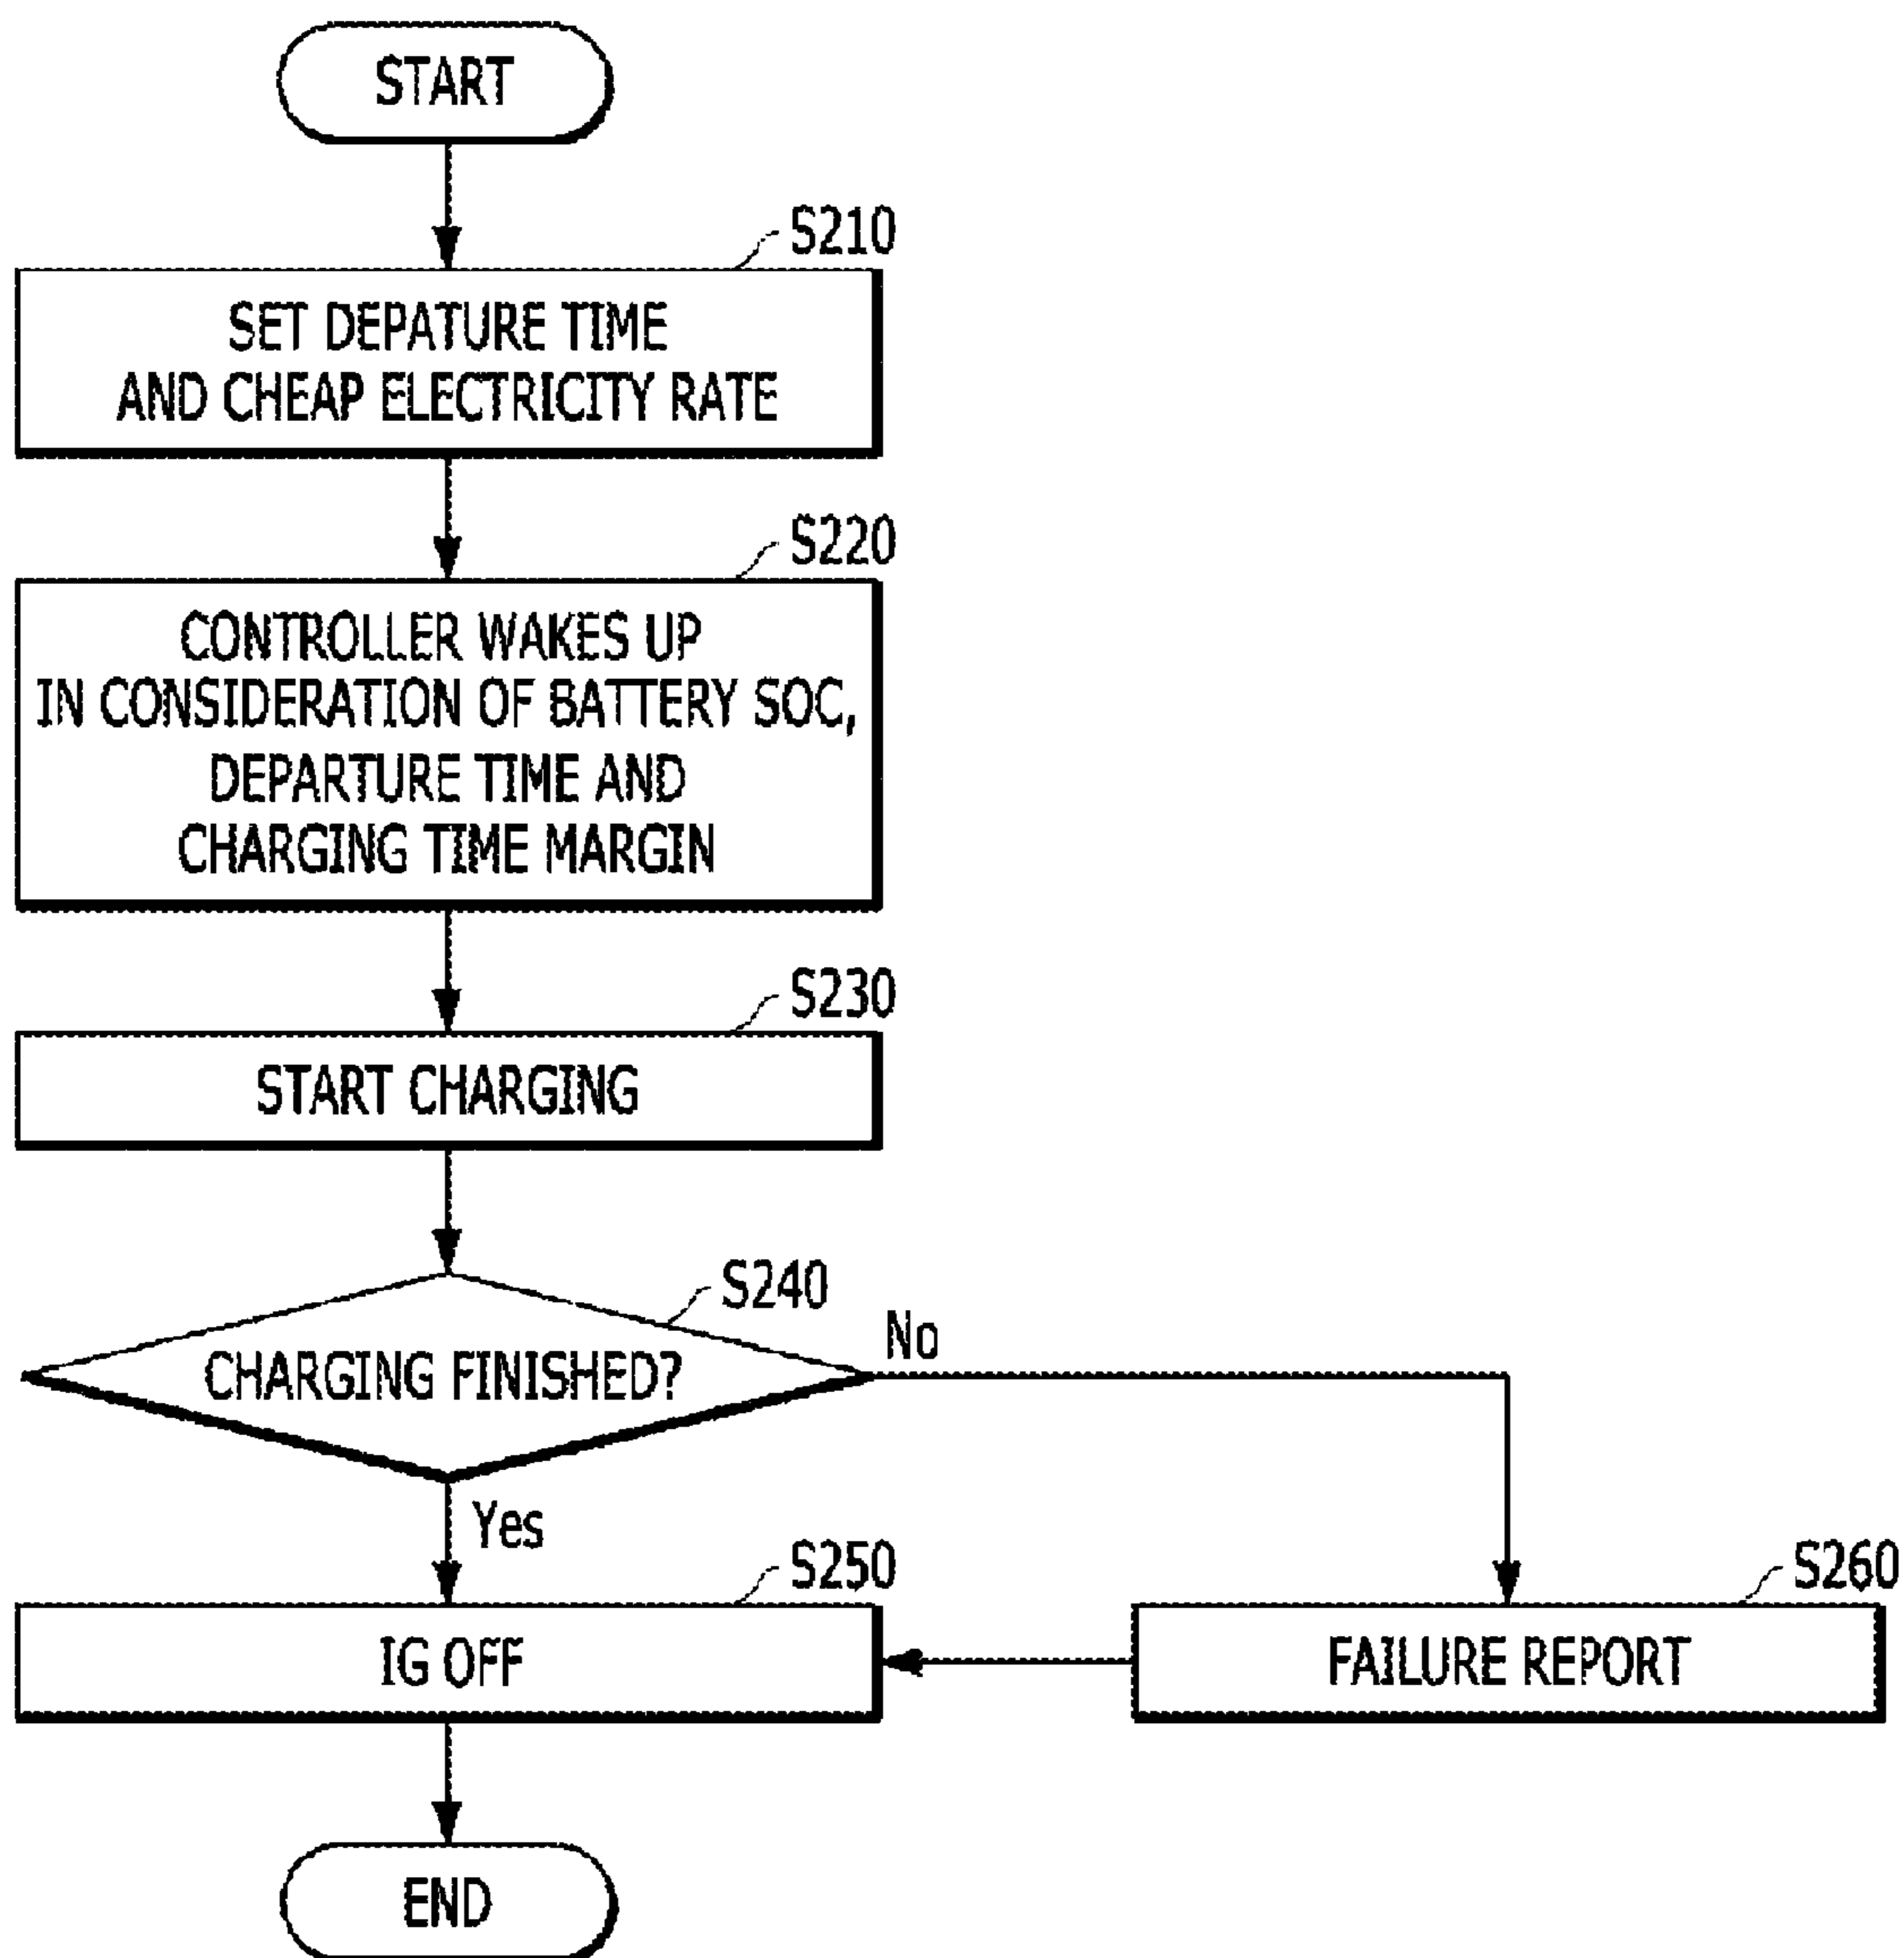 START
S210
SET DEPATURE TIME
AND CHEAP ELECTRICITY RATE
S220
CONTROLLER WAKES UP
IN CONSIDERATION OF BATTERY SOC,
DEPARTURE TIME AND
CHARGING TIME MARGIN
S230
START CHARGING
S240
No
CHARGING FINISHED?
Yes
S250
IG OFF
S260
FAILURE REPORT
END